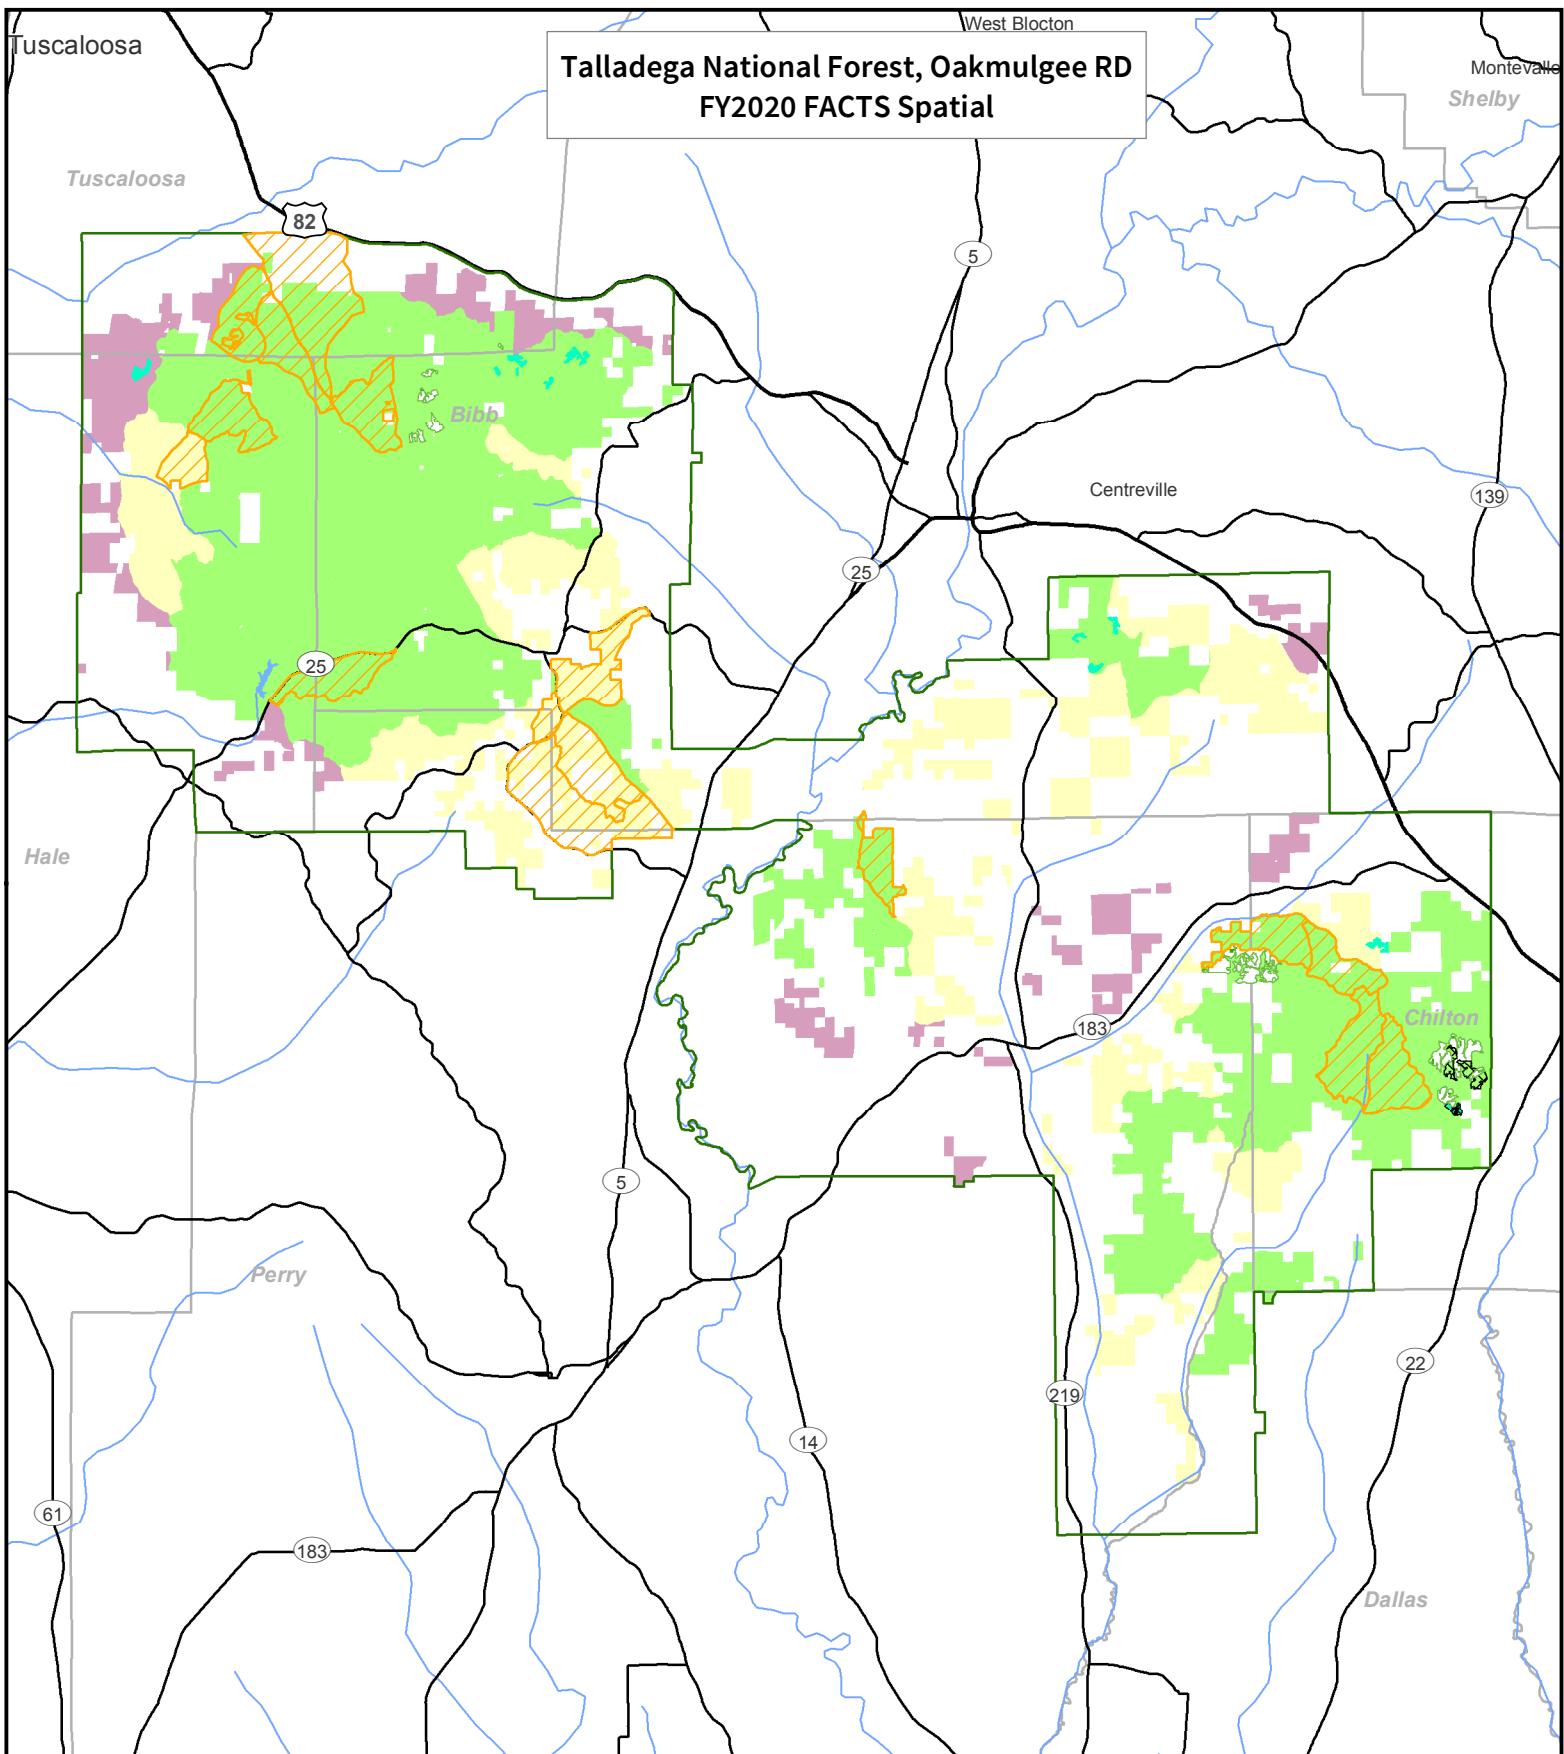 West Blocton
Tuscaloosa
Talladega National Forest, Oakmulgee RD
FY2020 FACTS Spatial
Montevallo
Shelby
Tuscaloosa
82
5
Bibb
Centreville
139
25
25
Hale
Chilton
183
5
Perry
22
219
14
61
183
Dallas